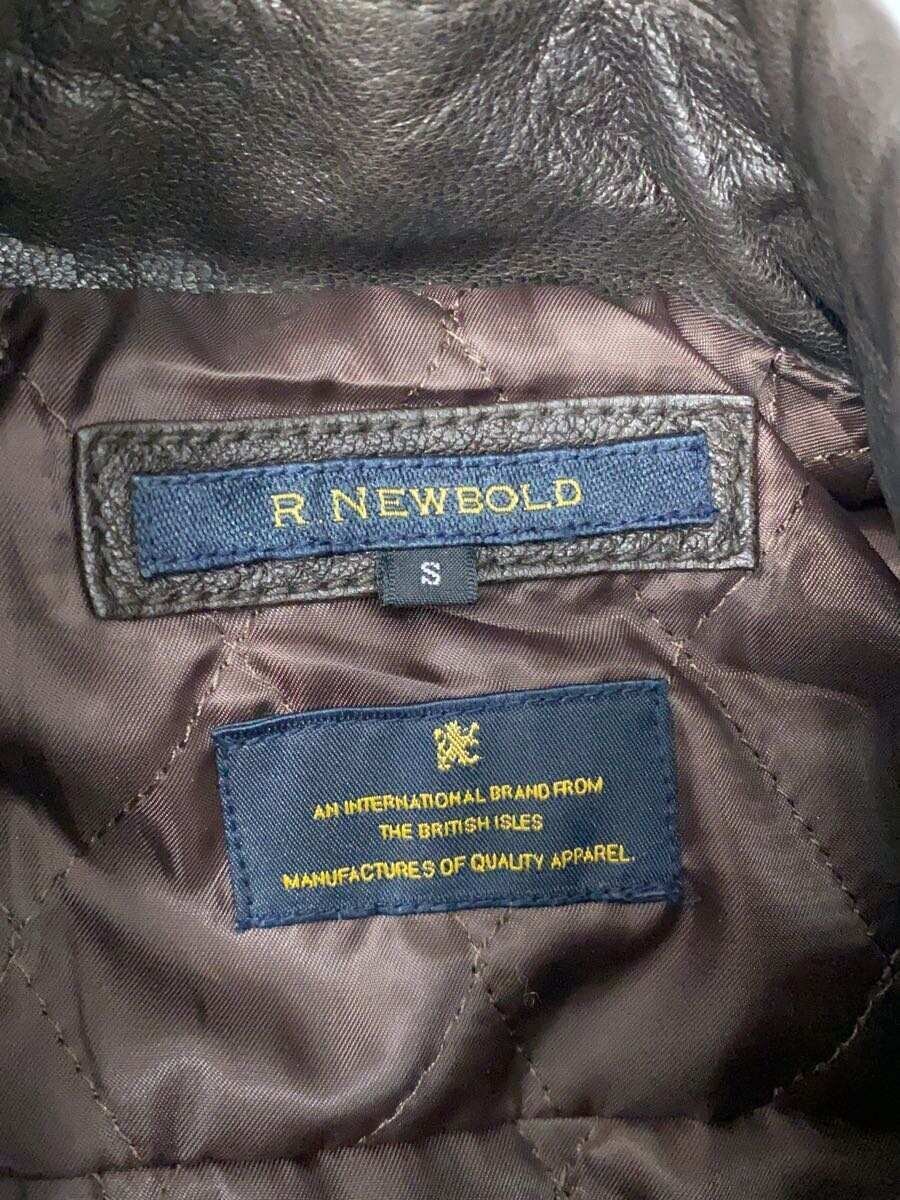 R. NEWBOLD
S
AN INTERNATIONAL BRAND FROM
THE BRITISH ISLES
MANUFACTURES OF QUALITY APPAREL.